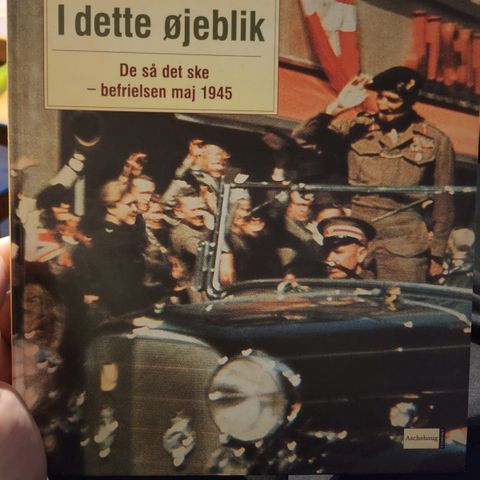 I dette øjeblik
De så det ske
– befrielsen maj 1945
Aschehoug